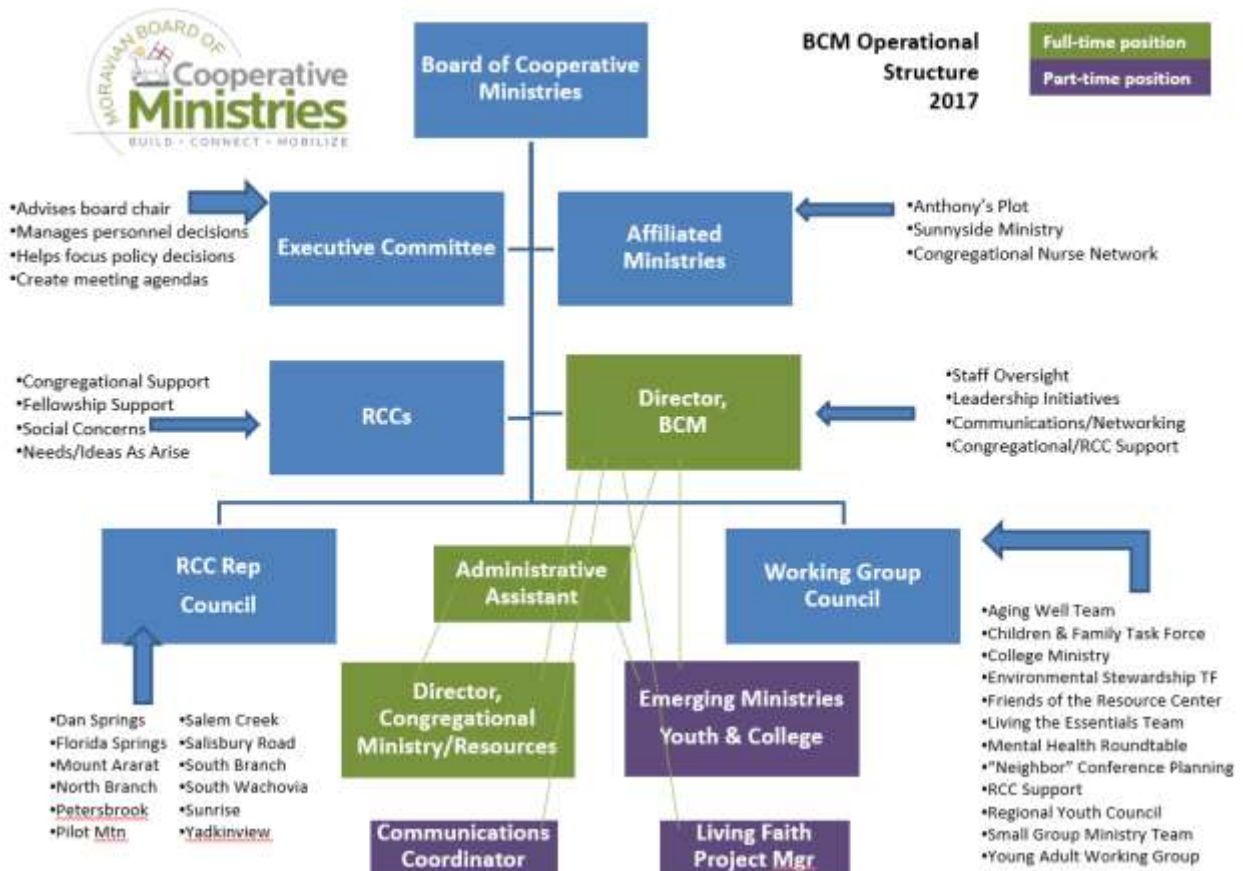 MORAVIAN BOARD OF
Cooperative
Ministries
BUILD • CONNECT • MOBILIZE
Board of Cooperative
Ministries
BCM Operational
Structure
2017
Full-time position
Part-time position
•Advises board chair
•Manages personnel decisions
•Helps focus policy decisions
•Create meeting agendas
Executive Committee
Affiliated
Ministries
•Anthony's Plot
•Sunnyside Ministry
•Congregational Nurse Network
•Congregational Support
•Fellowship Support
•Social Concerns
•Needs/Ideas As Arise
RCCs
Director,
BCM
•Staff Oversight
•Leadership Initiatives
•Communications/Networking
•Congregational/RCC Support
RCC Rep
Council
Administrative
Assistant
Working Group
Council
•Dan Springs
•Florida Springs
•Mount Ararat
•North Branch
•Petersbrook
•Pilot Mtn
•Salem Creek
•Salisbury Road
•South Branch
•South Wachovia
•Sunrise
•Yadkinview
Director,
Congregational
Ministry/Resources
Emerging Ministries
Youth & College
•Aging Well Team
•Children & Family Task Force
•College Ministry
•Environmental Stewardship TF
•Friends of the Resource Center
•Living the Essentials Team
•Mental Health Roundtable
•"Neighbor" Conference Planning
•RCC Support
•Regional Youth Council
•Small Group Ministry Team
•Young Adult Working Group
Communications
Coordinator
Living Faith
Project Mgr